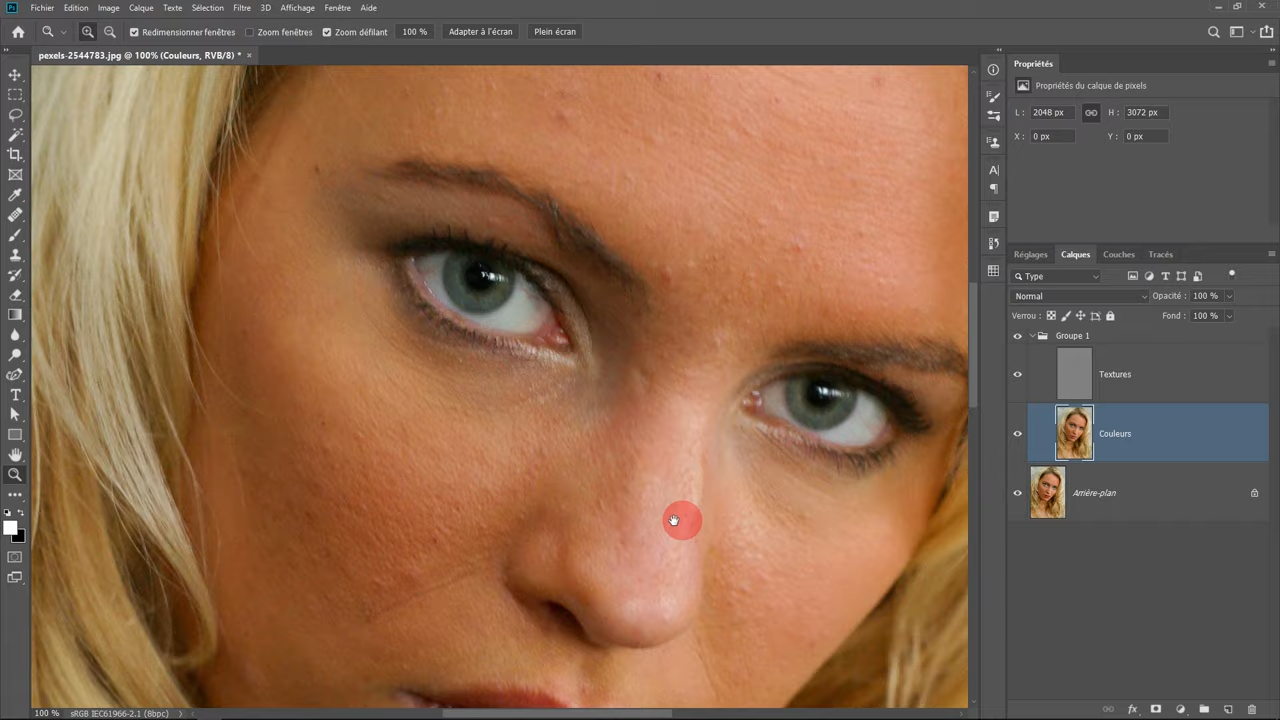 Ps Fichier Edition Image Calque Texte Sélection Filtre 3D Affichage Fenêtre Aide
Redimensionner fenêtres Zoom fenêtres Zoom défilant 100 % Adapter à l'écran Plein écran
pexels-2544783.jpg @ 100% (Couleurs, RVB/8) * ×
Propriétés
Propriétés du calque de pixels
L : 2048 px H : 3072 px
X : 0 px Y : 0 px
Réglages Calques Couches Tracés
Type
Normal Opacité : 100 %
Verrou : Fond : 100 %
Groupe 1
Textures
Couleurs
Arrière-plan
100 % sRGB IEC61966-2.1 (8bpc)